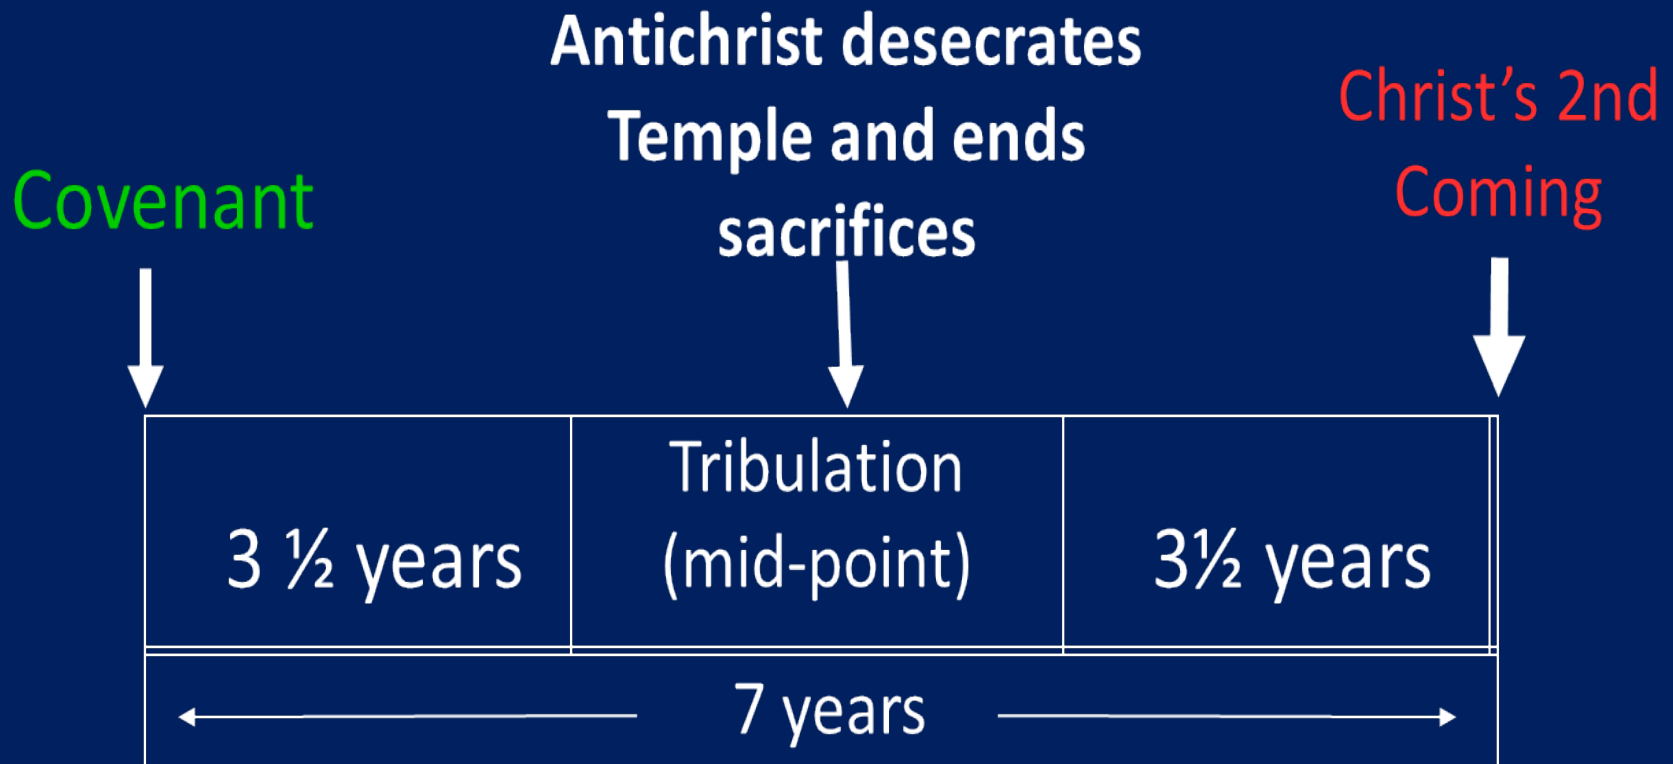 Antichrist desecrates
Temple and ends
sacrifices
Christ’s 2nd
Coming
Covenant
3 ½ years
Tribulation
(mid-point)
3½ years
7 years